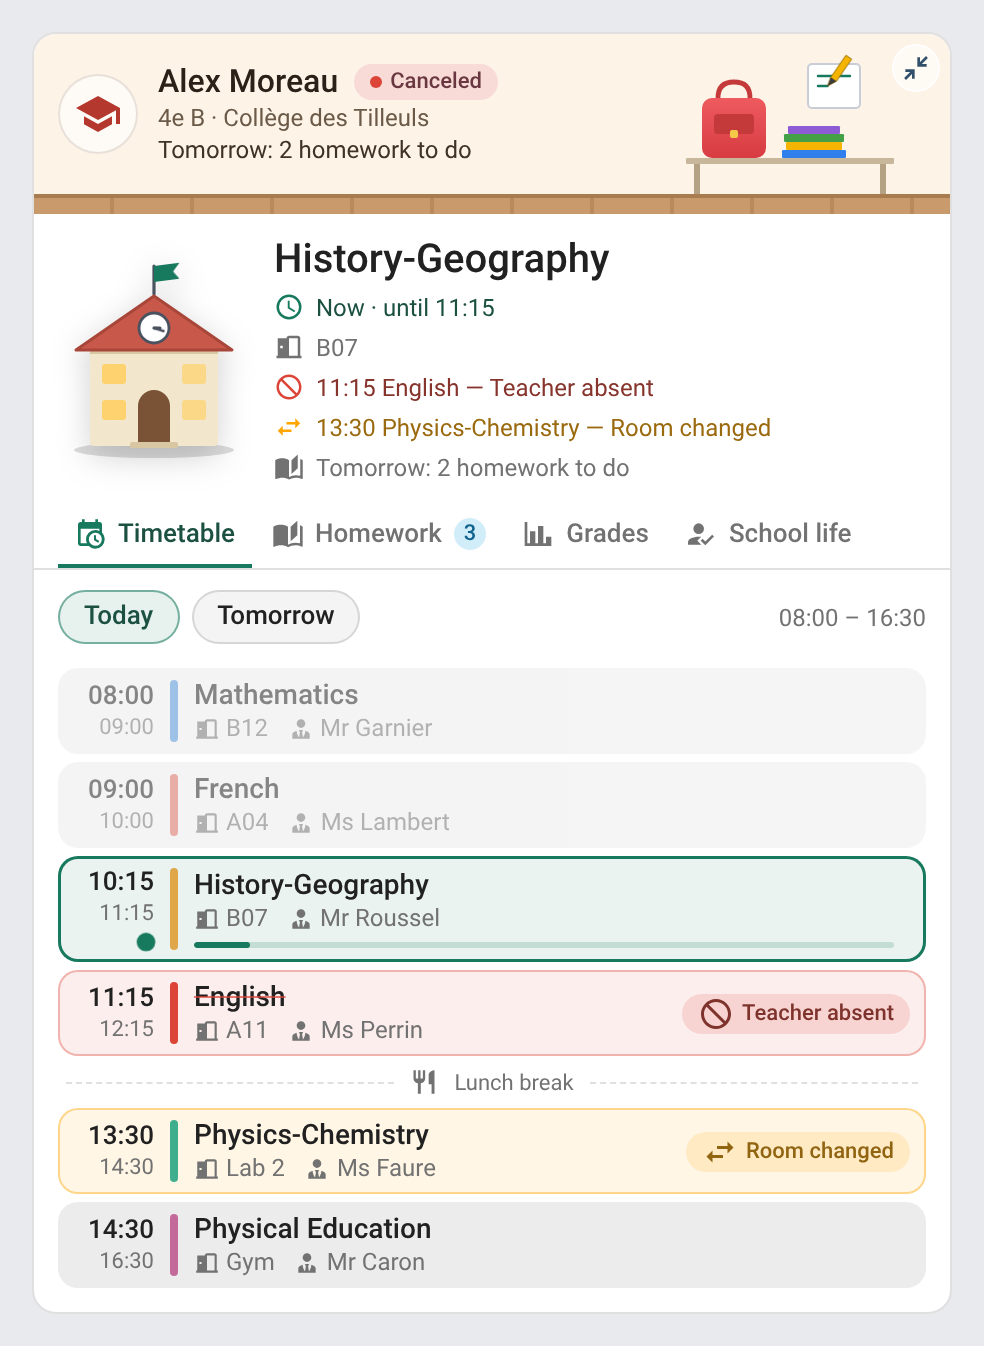 Alex Moreau
Canceled
4e B · Collège des Tilleuls
Tomorrow: 2 homework to do
History-Geography
Now · until 11:15
B07
11:15 English — Teacher absent
13:30 Physics-Chemistry — Room changed
Tomorrow: 2 homework to do
Timetable
Homework 3
Grades
School life
Today
Tomorrow
08:00 – 16:30
08:00 Mathematics
09:00 B12 Mr Garnier
09:00 French
10:00 A04 Ms Lambert
10:15 History-Geography
11:15 B07 Mr Roussel
11:15 English
12:15 A11 Ms Perrin
Teacher absent
Lunch break
13:30 Physics-Chemistry
14:30 Lab 2 Ms Faure
Room changed
14:30 Physical Education
16:30 Gym Mr Caron